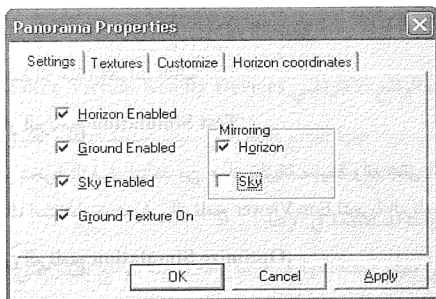 Panorama Properties
Settings Textures Customize Horizon coordinates
Horizon Enabled
Mirroring
Ground Enabled
Horizon
Sky Enabled
Sky
Ground Texture On
OK Cancel Apply